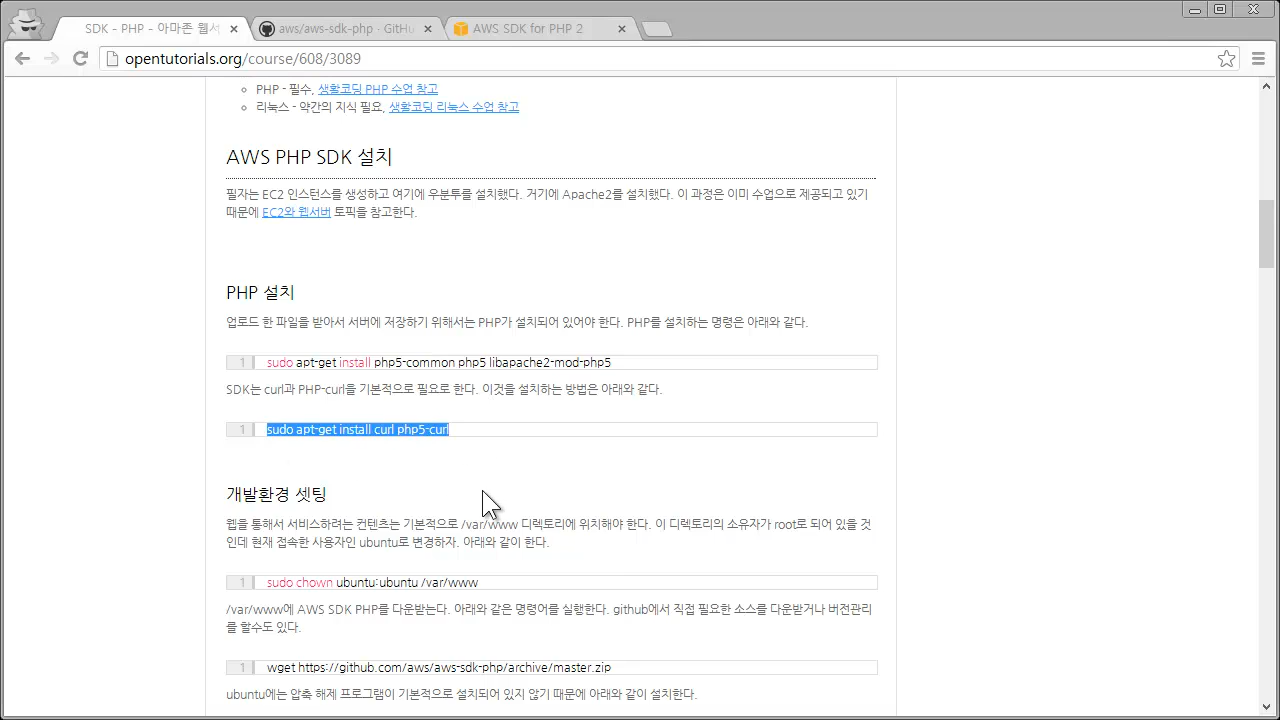 SDK - PHP - 아마존 웹서
aws/aws-sdk-php · GitHu
AWS SDK for PHP 2
opentutorials.org/course/608/3089
PHP - 필수, 생활코딩 PHP 수업 참고
리눅스 - 약간의 지식 필요, 생활코딩 리눅스 수업 참고
AWS PHP SDK 설치
필자는 EC2 인스턴스를 생성하고 여기에 우분투를 설치했다. 거기에 Apache2를 설치했다. 이 과정은 이미 수업으로 제공되고 있기
때문에 EC2와 웹서버 토픽을 참고한다.
PHP 설치
업로드 한 파일을 받아서 서버에 저장하기 위해서는 PHP가 설치되어 있어야 한다. PHP를 설치하는 명령은 아래와 같다.
1 sudo apt-get install php5-common php5 libapache2-mod-php5
SDK는 curl과 PHP-curl을 기본적으로 필요로 한다. 이것을 설치하는 방법은 아래와 같다.
1 sudo apt-get install curl php5-curl
개발환경 셋팅
웹을 통해서 서비스하려는 컨텐츠는 기본적으로 /var/www 디렉토리에 위치해야 한다. 이 디렉토리의 소유자가 root로 되어 있을 것
인데 현재 접속한 사용자인 ubuntu로 변경하자. 아래와 같이 한다.
1 sudo chown ubuntu:ubuntu /var/www
/var/www에 AWS SDK PHP를 다운받는다. 아래와 같은 명령어를 실행한다. github에서 직접 필요한 소스를 다운받거나 버전관리
를 할수도 있다.
1 wget https://github.com/aws/aws-sdk-php/archive/master.zip
ubuntu에는 압축 해제 프로그램이 기본적으로 설치되어 있지 않기 때문에 아래와 같이 설치한다.